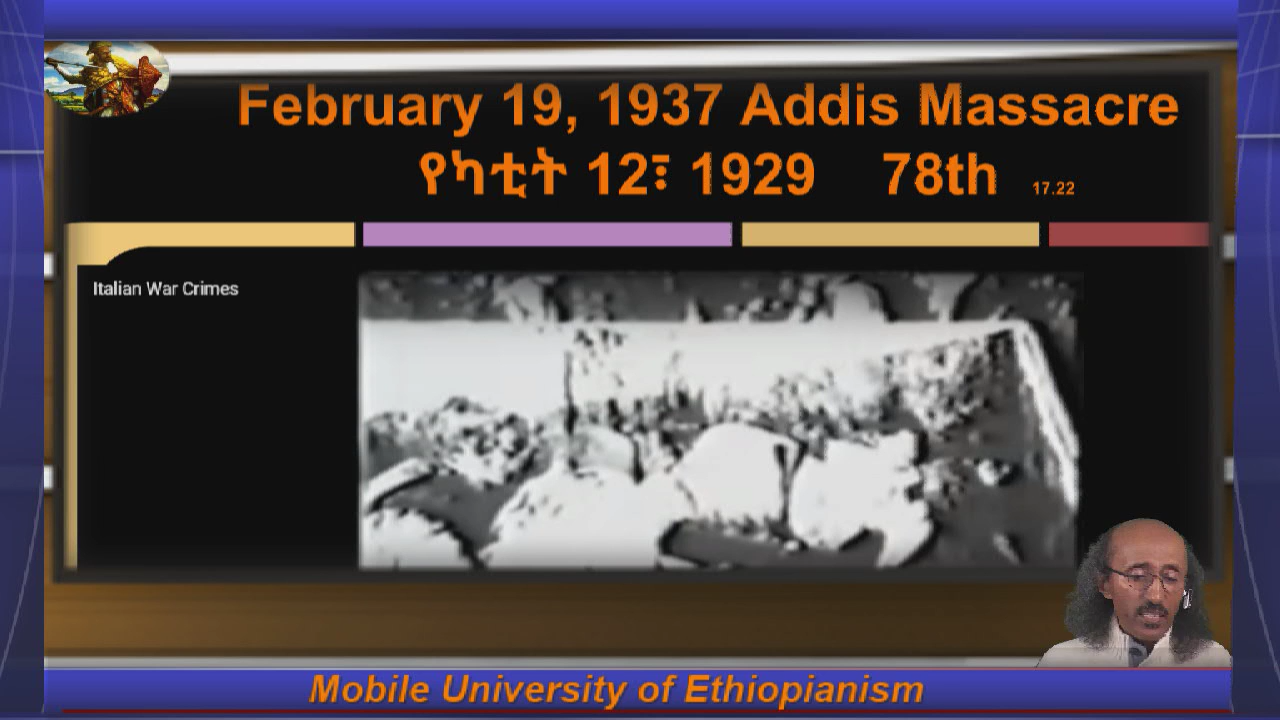 February 19, 1937 Addis Massacre
የካቲት 12፣ 1929 78th 17.22
Italian War Crimes
Mobile University of Ethiopianism